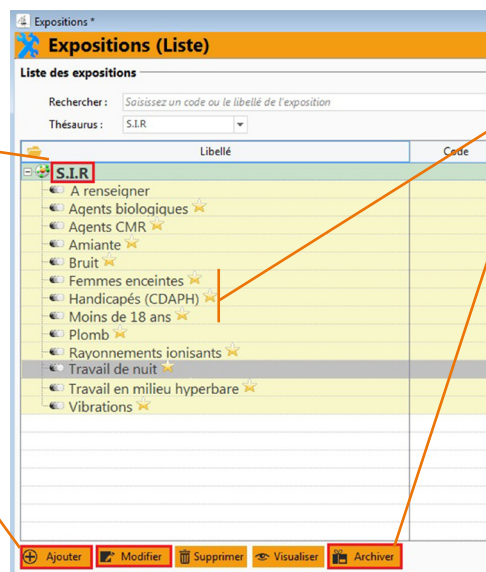 Expositions *
Expositions (Liste)
Liste des expositions
Rechercher : Saisissez un code ou le libellé de l'exposition
Thésaurus : S.I.R
Libellé Code
S.I.R
A renseigner
Agents biologiques
Agents CMR
Amiante
Bruit
Femmes enceintes
Handicapés (CDAPH)
Moins de 18 ans
Plomb
Rayonnements ionisants
Travail de nuit
Travail en milieu hyperbare
Vibrations
Ajouter Modifier Supprimer Visualiser Archiver